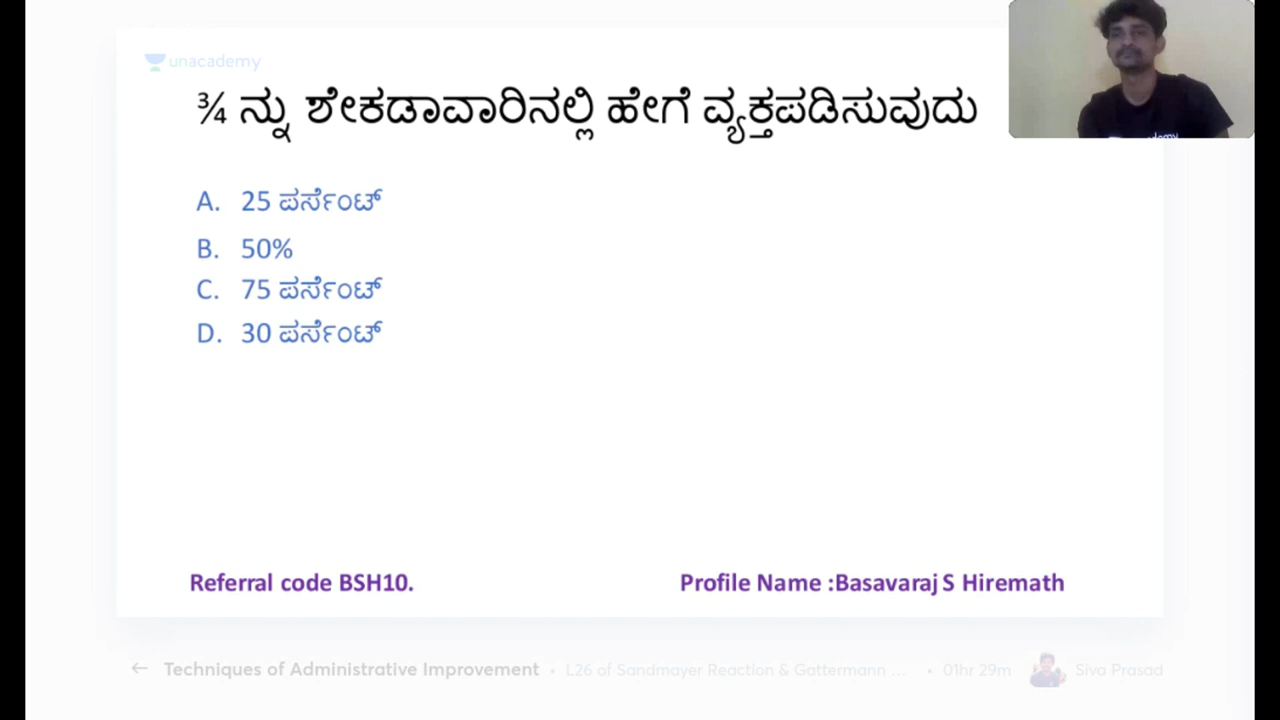 unacademy
¾ ನ್ನು ಶೇಕಡಾವಾರಿನಲ್ಲಿ ಹೇಗೆ ವ್ಯಕ್ತಪಡಿಸುವುದು
A. 25 ಪರ್ಸೆಂಟ್
B. 50%
C. 75 ಪರ್ಸೆಂಟ್
D. 30 ಪರ್ಸೆಂಟ್
Referral code BSH10. Profile Name :Basavaraj S Hiremath
← Techniques of Administrative Improvement • L26 of Sandmayer Reaction & Gattermann ... • 01hr 29m Siva Prasad